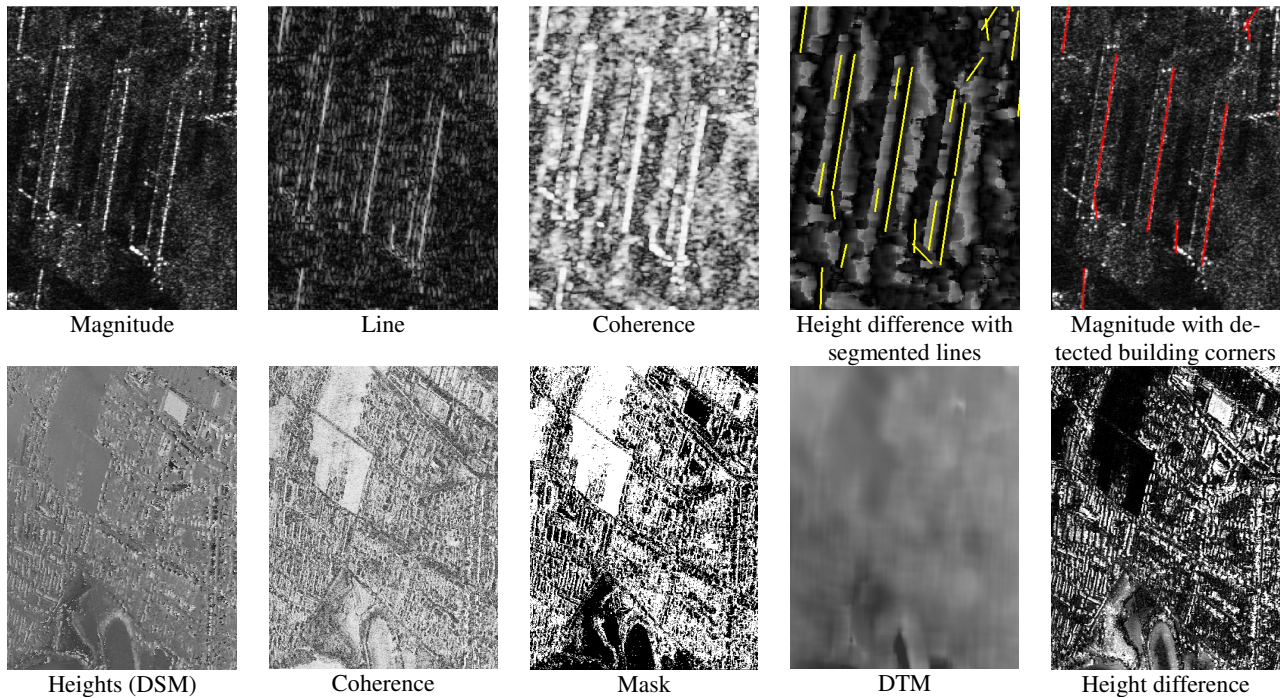 Magnitude
Line
Coherence
Height difference with
segmented lines
Magnitude with de-
tected building corners
Heights (DSM)
Coherence
Mask
DTM
Height difference